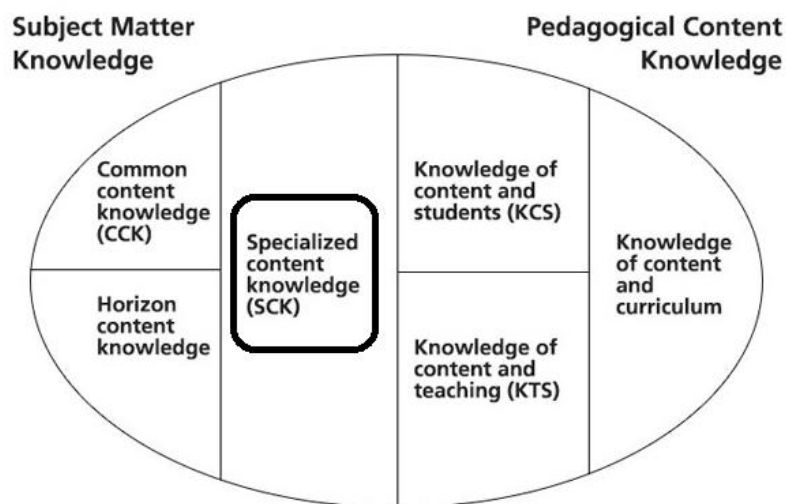 Subject Matter
Knowledge
Pedagogical Content
Knowledge
Common
content
knowledge
(CCK)
Horizon
content
knowledge
Specialized
content
knowledge
(SCK)
Knowledge of
content and
students (KCS)
Knowledge of
content and
teaching (KTS)
Knowledge
of content
and
curriculum